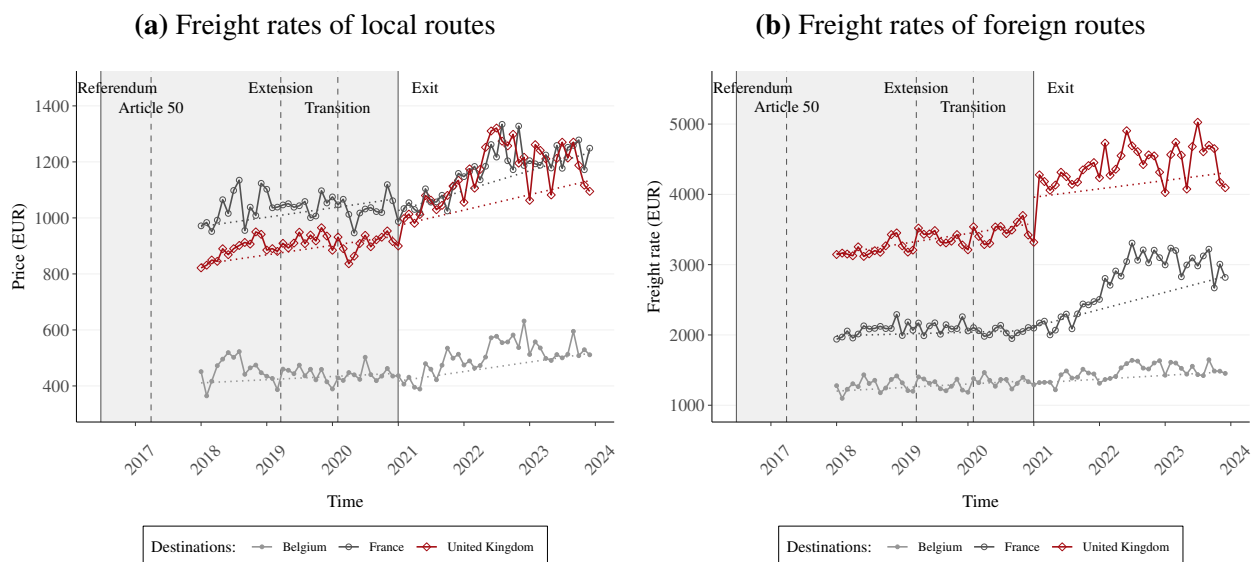 (a) Freight rates of local routes
Referendum
Article 50
Extension
Transition
Exit
1400
1200
1000
800
600
400
Price (EUR)
2017
2018
2019
2020
2021
2022
2023
2024
Time
Destinations: Belgium France United Kingdom
(b) Freight rates of foreign routes
Referendum
Article 50
Extension
Transition
Exit
5000
4000
3000
2000
1000
Freight rate (EUR)
2017
2018
2019
2020
2021
2022
2023
2024
Time
Destinations: Belgium France United Kingdom